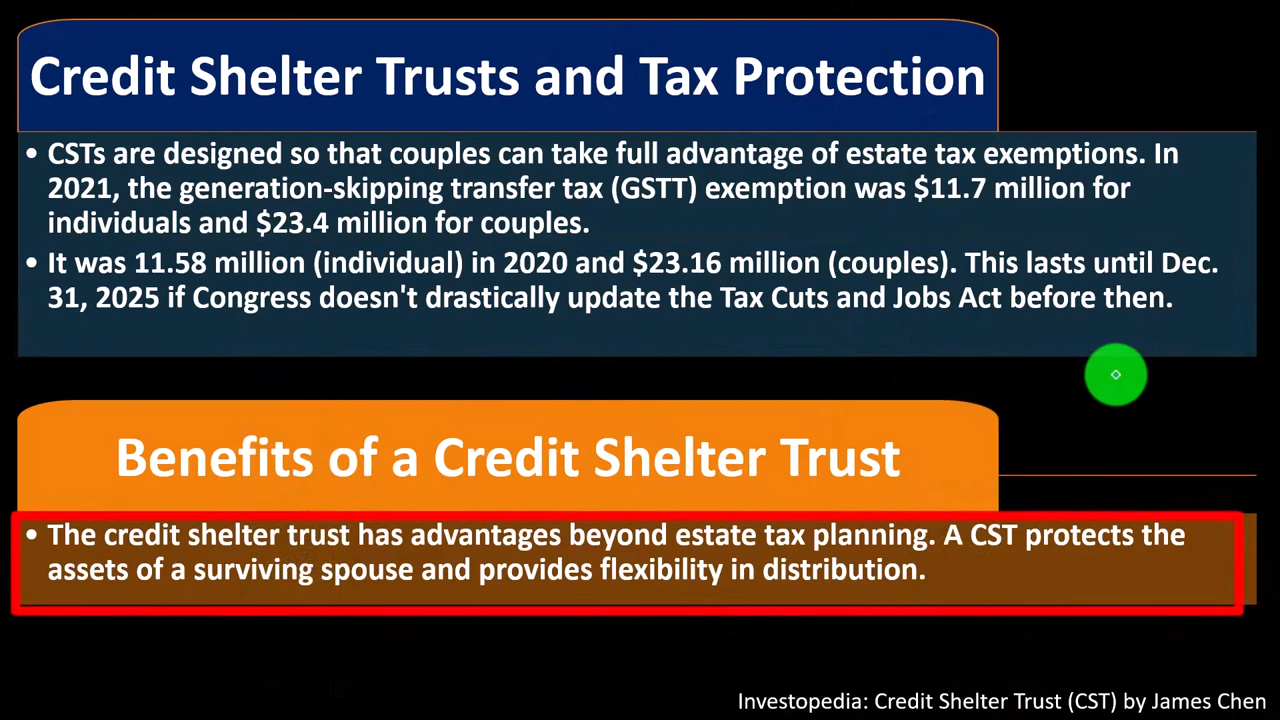 Credit Shelter Trusts and Tax Protection
• CSTs are designed so that couples can take full advantage of estate tax exemptions. In
2021, the generation-skipping transfer tax (GSTT) exemption was $11.7 million for
individuals and $23.4 million for couples.
• It was 11.58 million (individual) in 2020 and $23.16 million (couples). This lasts until Dec.
31, 2025 if Congress doesn't drastically update the Tax Cuts and Jobs Act before then.
Benefits of a Credit Shelter Trust
• The credit shelter trust has advantages beyond estate tax planning. A CST protects the
assets of a surviving spouse and provides flexibility in distribution.
Investopedia: Credit Shelter Trust (CST) by James Chen